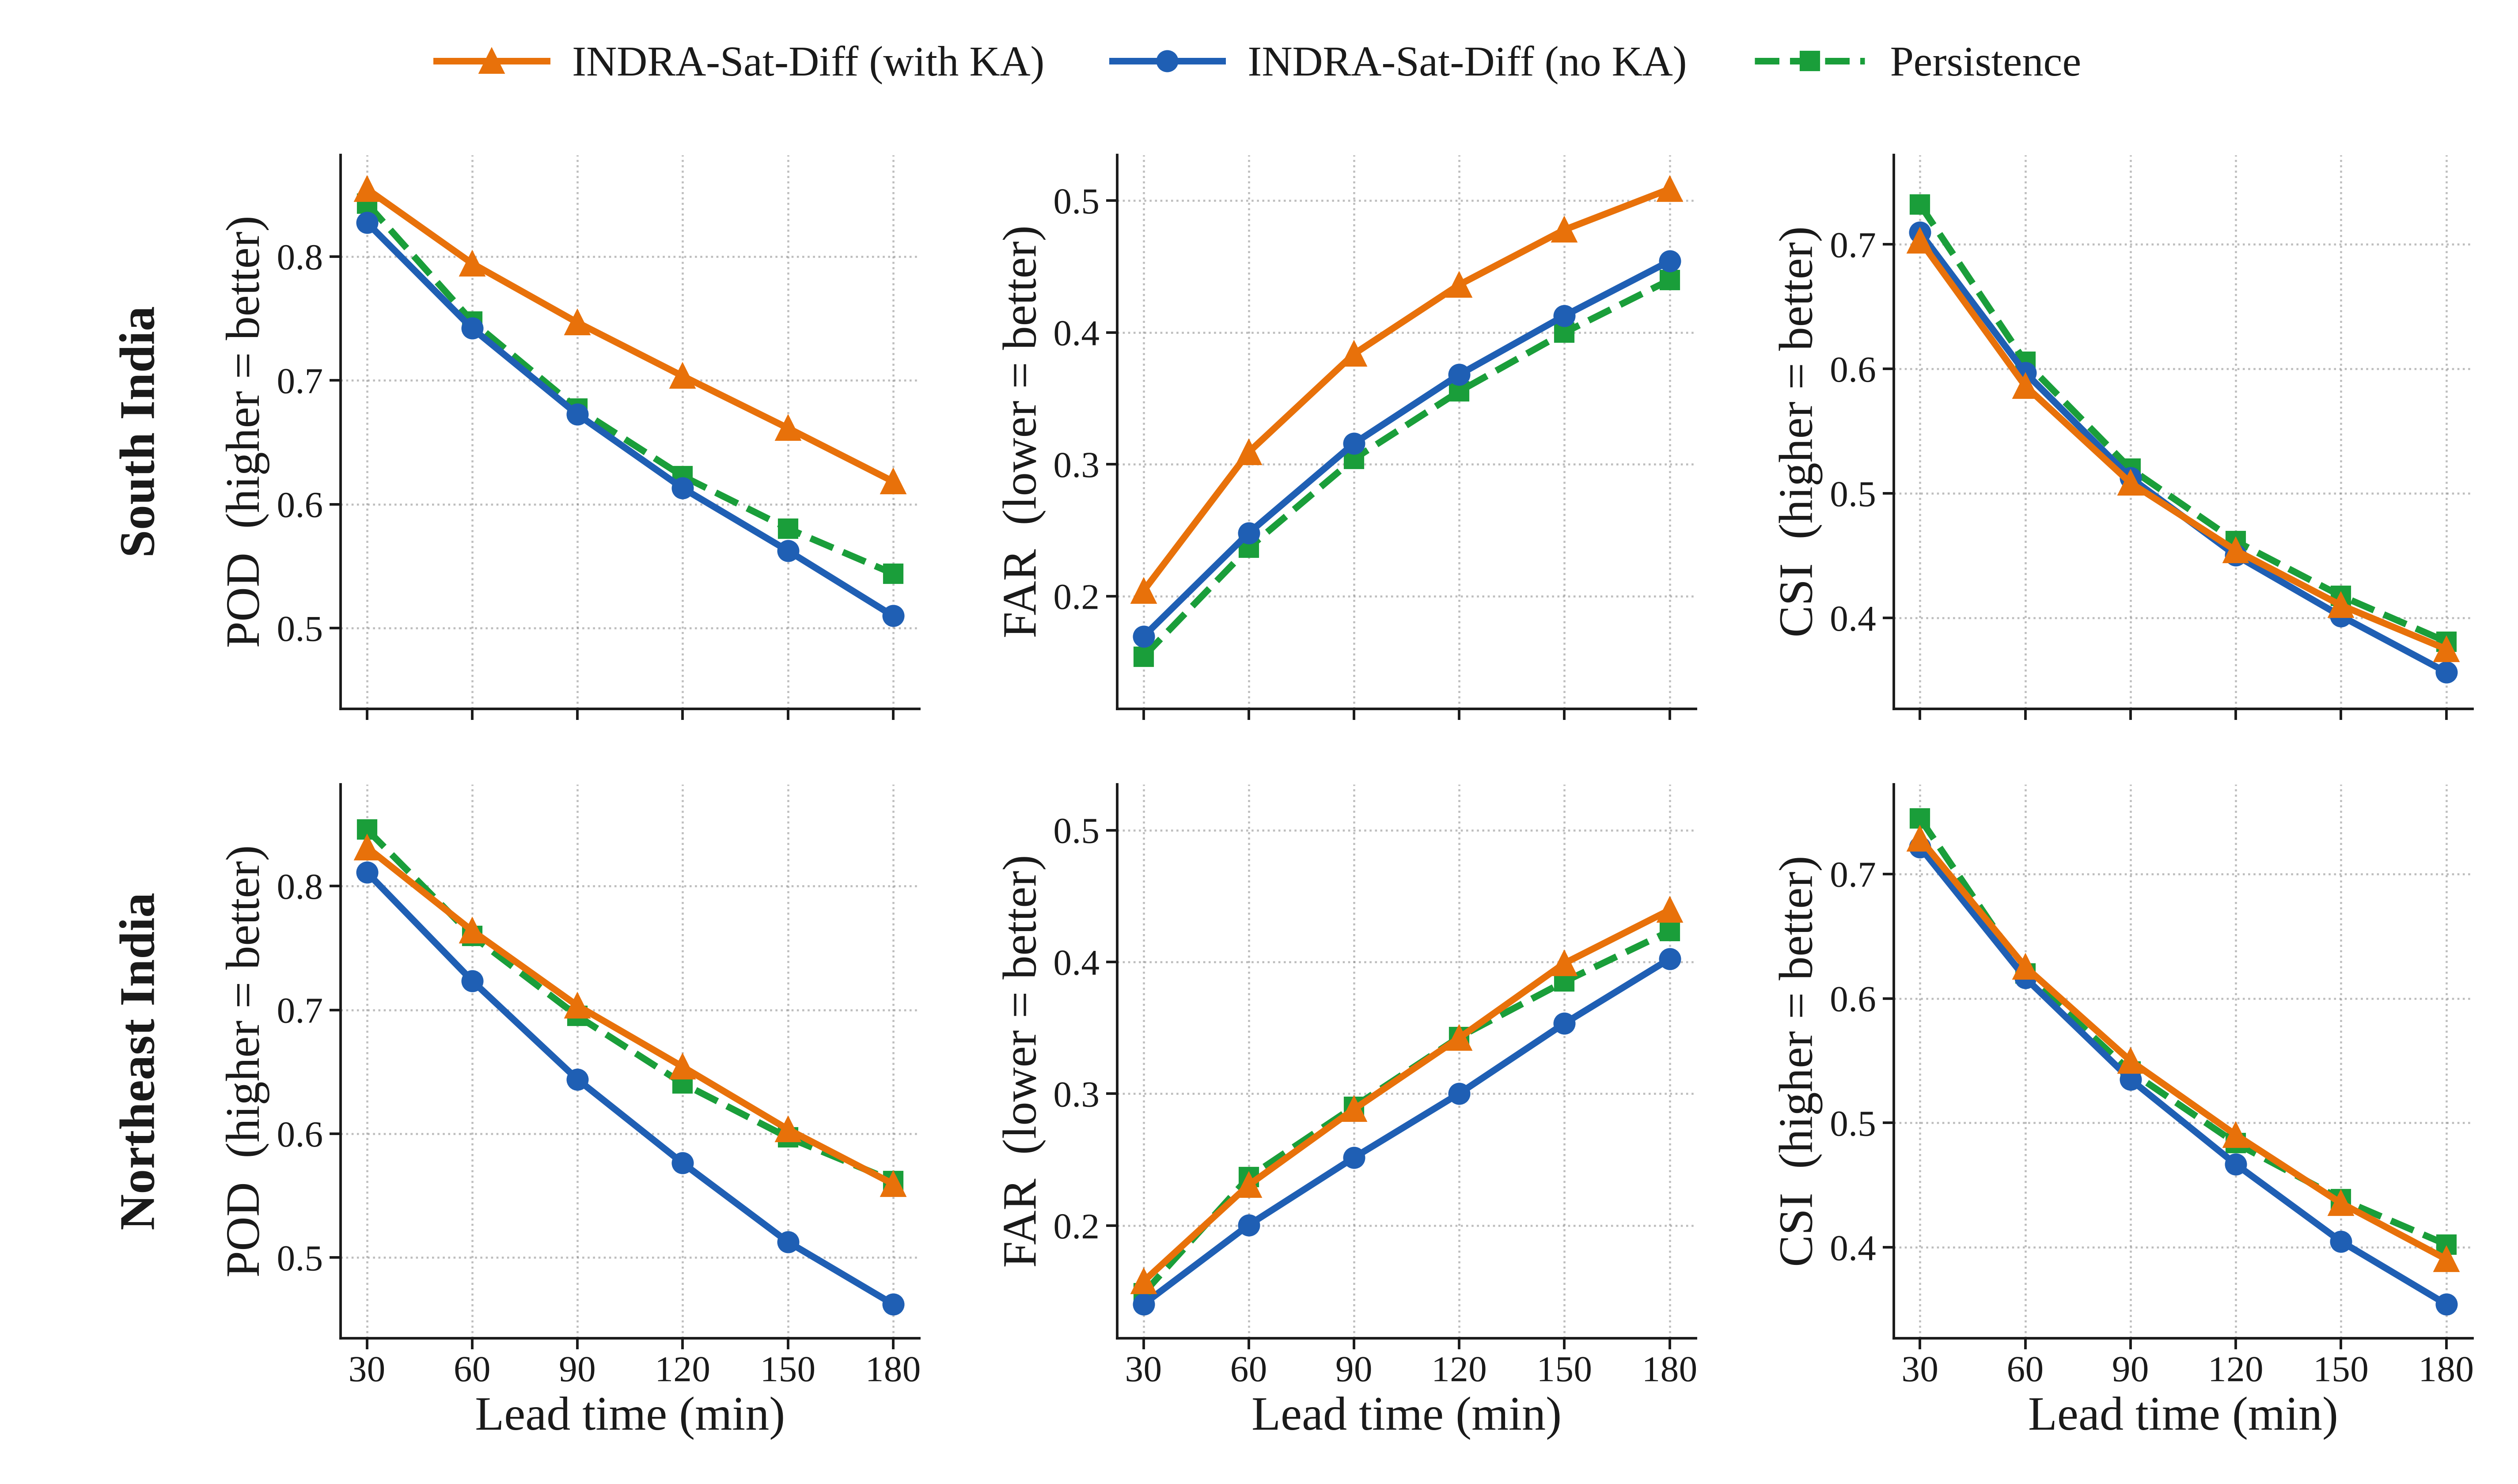 INDRA-Sat-Diff (with KA) INDRA-Sat-Diff (no KA) Persistence
South India
POD (higher = better)
0.8
0.7
0.6
0.5
FAR (lower = better)
0.5
0.4
0.3
0.2
CSI (higher = better)
0.7
0.6
0.5
0.4
Northeast India
POD (higher = better)
0.8
0.7
0.6
0.5
30 60 90 120 150 180
Lead time (min)
FAR (lower = better)
0.5
0.4
0.3
0.2
30 60 90 120 150 180
Lead time (min)
CSI (higher = better)
0.7
0.6
0.5
0.4
30 60 90 120 150 180
Lead time (min)